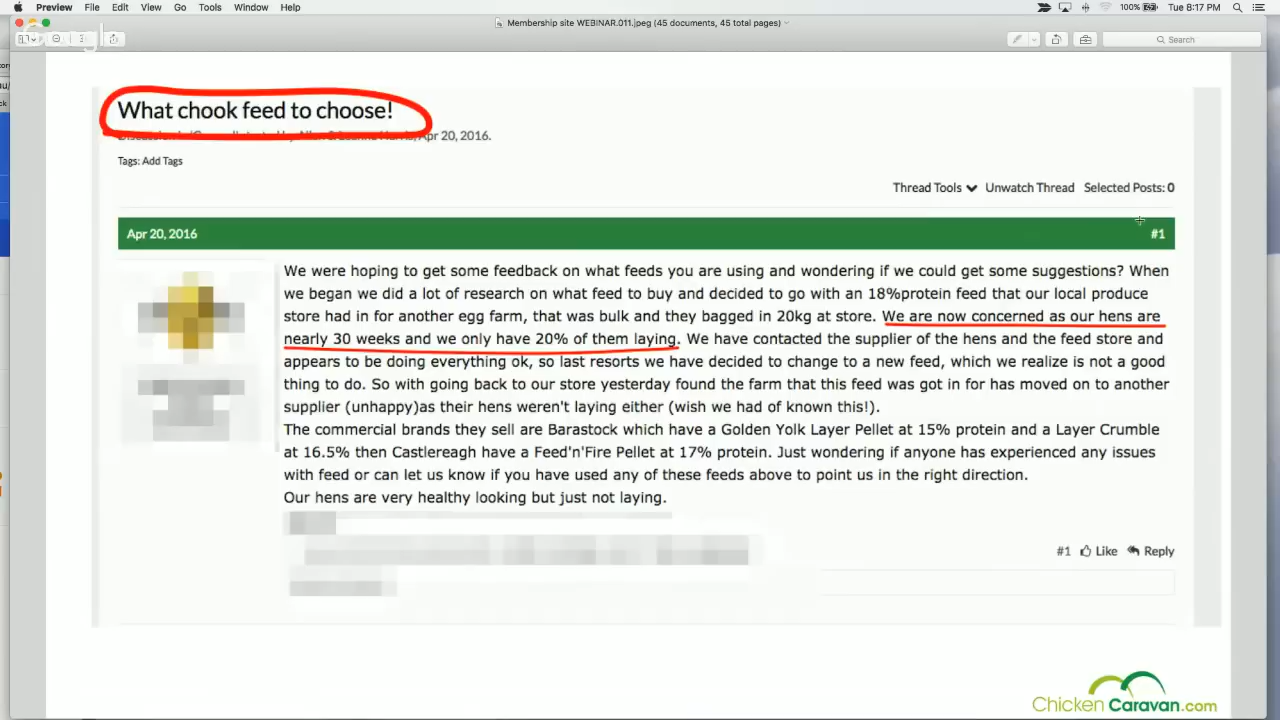 Preview File Edit View Go Tools Window Help 100% Tue 8:17 PM
Membership site WEBINAR.011.jpeg (45 documents, 45 total pages)
Search
What chook feed to choose!
Apr 20, 2016.
Tags: Add Tags
Thread Tools Unwatch Thread Selected Posts: 0
Apr 20, 2016 #1
We were hoping to get some feedback on what feeds you are using and wondering if we could get some suggestions? When
we began we did a lot of research on what feed to buy and decided to go with an 18%protein feed that our local produce
store had in for another egg farm, that was bulk and they bagged in 20kg at store. We are now concerned as our hens are
nearly 30 weeks and we only have 20% of them laying. We have contacted the supplier of the hens and the feed store and
appears to be doing everything ok, so last resorts we have decided to change to a new feed, which we realize is not a good
thing to do. So with going back to our store yesterday found the farm that this feed was got in for has moved on to another
supplier (unhappy)as their hens weren't laying either (wish we had of known this!).
The commercial brands they sell are Barastock which have a Golden Yolk Layer Pellet at 15% protein and a Layer Crumble
at 16.5% then Castlereagh have a Feed'n'Fire Pellet at 17% protein. Just wondering if anyone has experienced any issues
with feed or can let us know if you have used any of these feeds above to point us in the right direction.
Our hens are very healthy looking but just not laying.
#1 Like Reply
Chicken Caravan.com